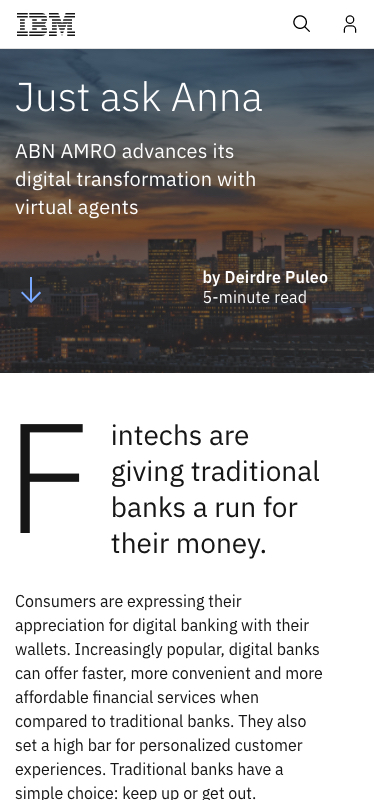 IBM
Just ask Anna
ABN AMRO advances its
digital transformation with
virtual agents
by Deirdre Puleo
5-minute read
Fintechs are
giving traditional
banks a run for
their money.
Consumers are expressing their
appreciation for digital banking with their
wallets. Increasingly popular, digital banks
can offer faster, more convenient and more
affordable financial services when
compared to traditional banks. They also
set a high bar for personalized customer
experiences. Traditional banks have a
simple choice: keep up or get out.